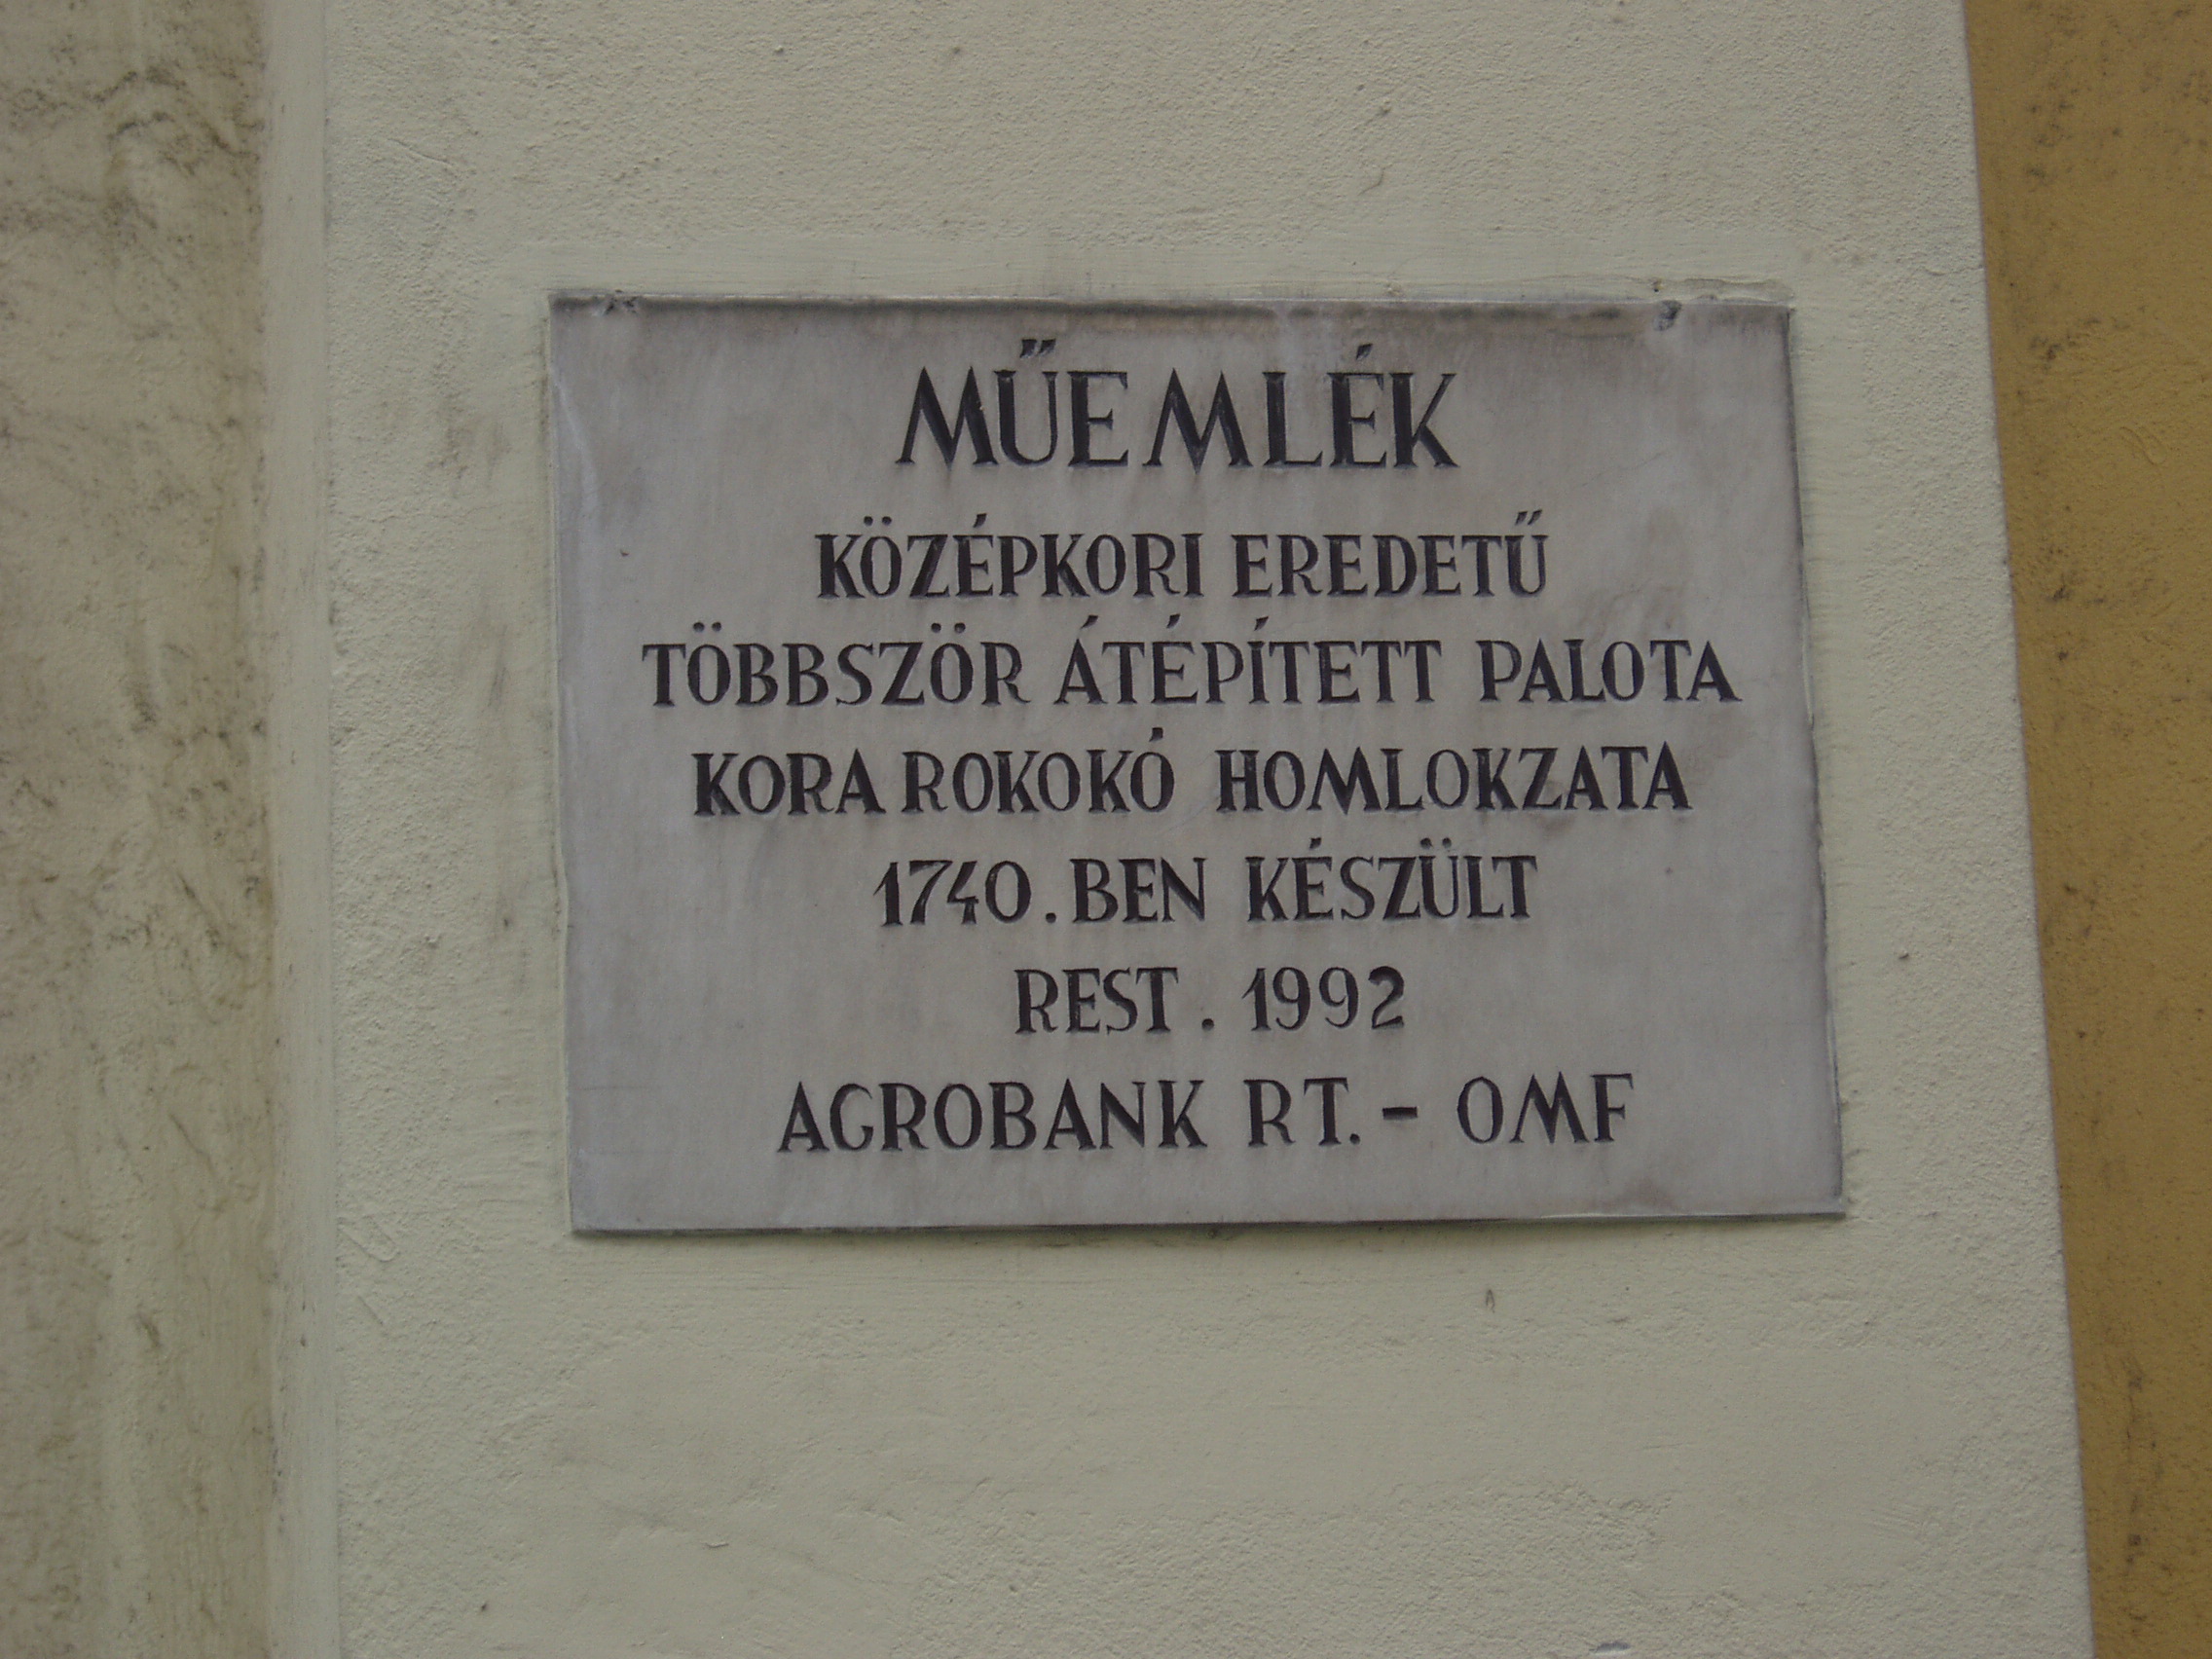 MŰEMLÉK
KÖZÉPKORI EREDETŰ
TÖBBSZÖR ÁTÉPÍTETT PALOTA
KORA ROKOKÓ HOMLOKZATA
1740.BEN KÉSZÜLT
REST. 1992
AGROBANK RT. - OMF